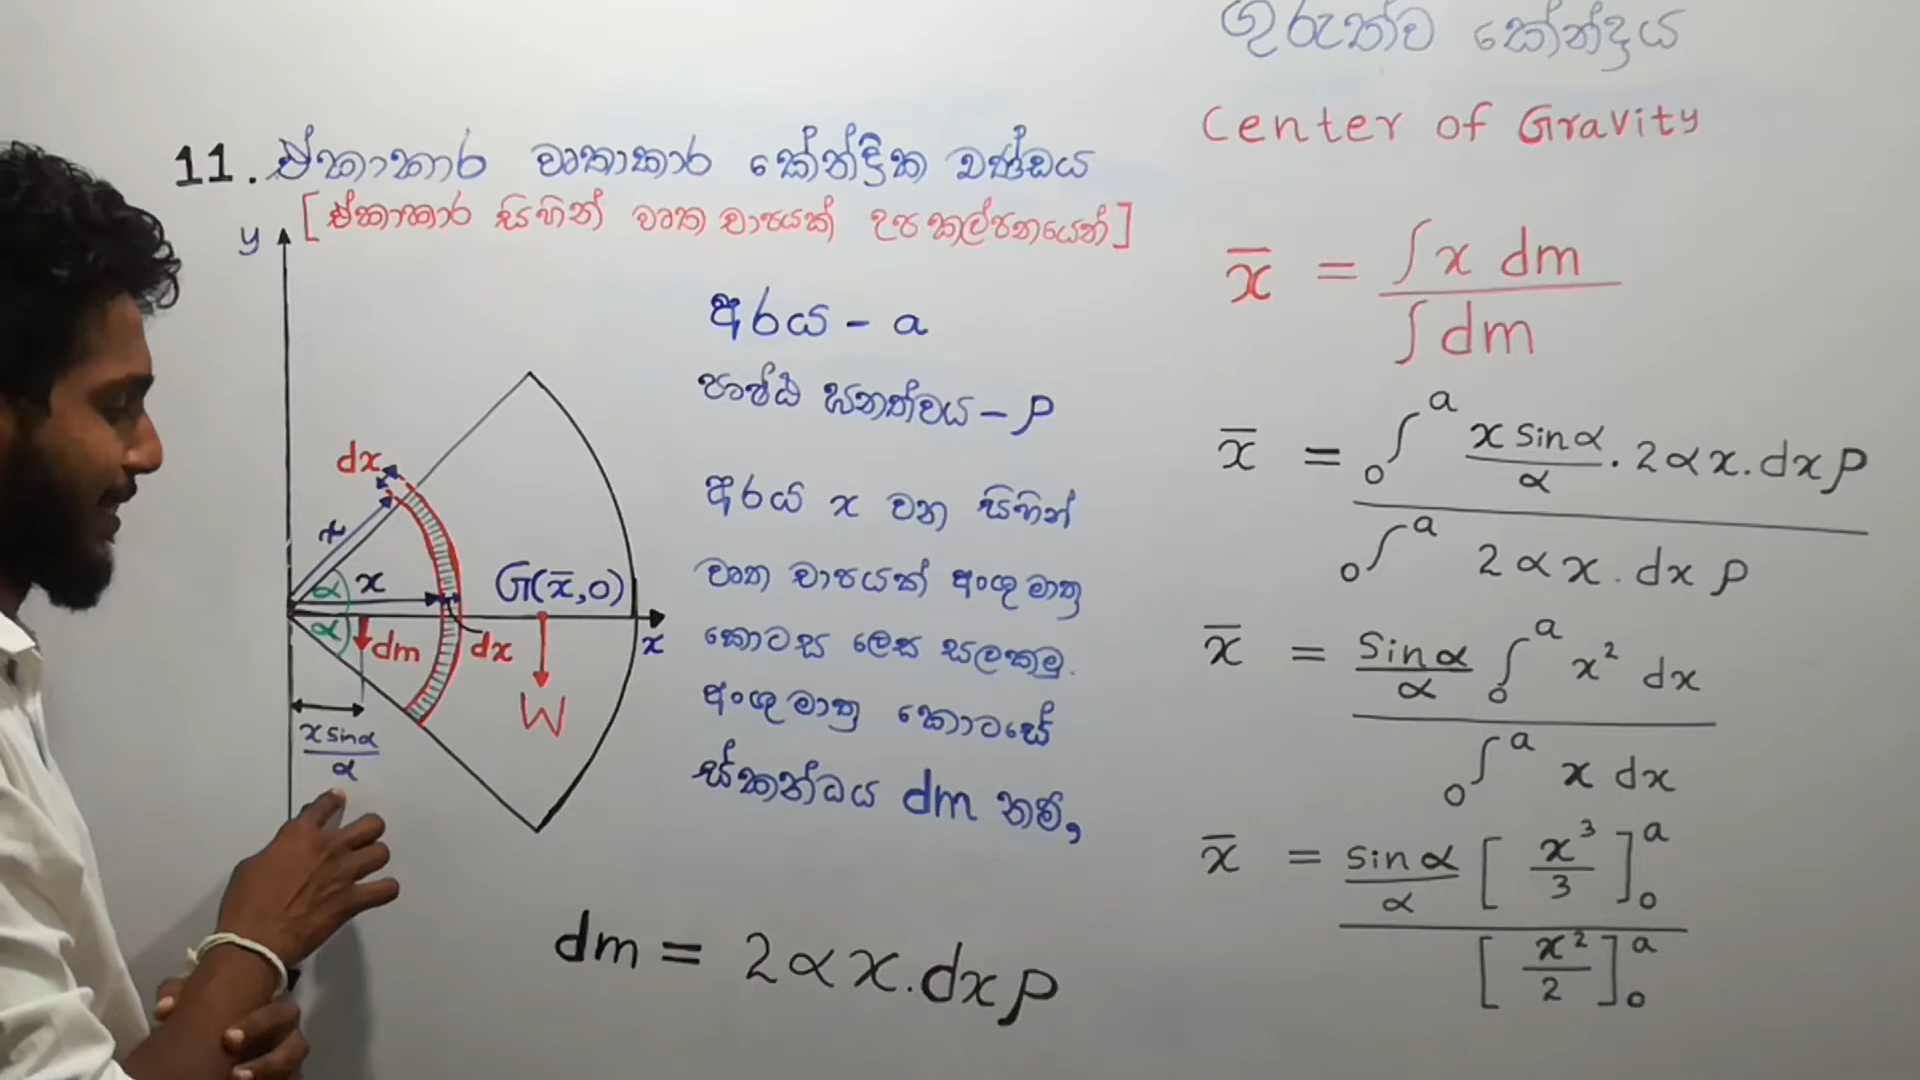 ගුරුත්ව කේන්ද්‍රය
Center of Gravity
11. ඒකාකාර වෘතාකාර කේන්ද්‍රික ඛණ්ඩය
[ඒකාකාර සිහින් වෘත චාපයක් උපකල්පනයෙන්]
y
අරය - a
පෘෂ්ඨ ඝනත්වය - ρ
අරය x වන සිහින්
වෘත චාපයක් අංශුමාත්‍ර
කොටස ලෙස සලකමු.
අංශුමාත්‍ර කොටසේ
ස්කන්ධය dm නම්,
dm = 2αx.dxρ
dx
x
α x G(x̄,0)
α dm dx x
W
x sinα
α
x̄ = ∫x dm / ∫dm
x̄ = ₀∫ᵃ x sinα/α . 2αx.dxρ / ₀∫ᵃ 2αx.dxρ
x̄ = sinα/α ₀∫ᵃ x² dx / ₀∫ᵃ x dx
x̄ = sinα/α [x³/3]₀ᵃ / [x²/2]₀ᵃ